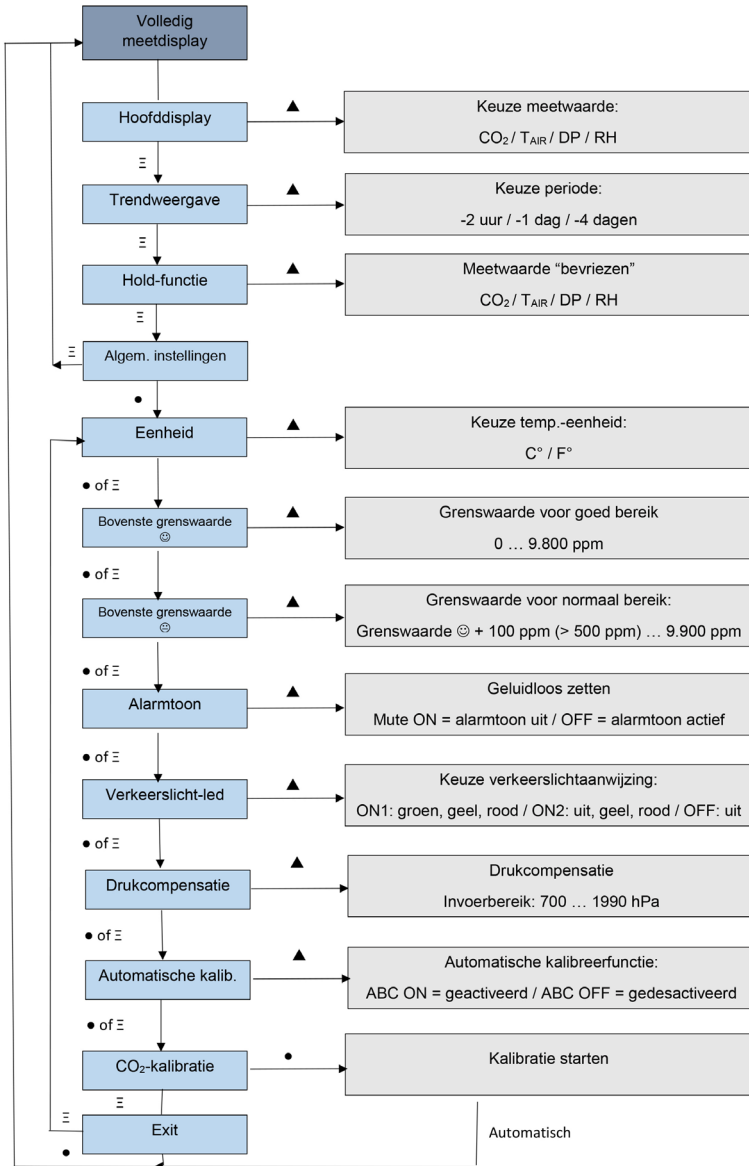 Volledig
meetdisplay
▲
Hoofddisplay
Keuze meetwaarde:
CO₂ / TAIR / DP / RH
Ξ
▲
Trendweergave
Keuze periode:
-2 uur / -1 dag / -4 dagen
Ξ
▲
Hold-functie
Meetwaarde “bevriezen”
CO₂ / TAIR / DP / RH
Ξ
Ξ
Algem. instellingen
●
▲
Eenheid
Keuze temp.-eenheid:
C° / F°
● of Ξ
▲
Bovenste grenswaarde
☺
Grenswaarde voor goed bereik
0 … 9.800 ppm
● of Ξ
▲
Bovenste grenswaarde
😐
Grenswaarde voor normaal bereik:
Grenswaarde ☺ + 100 ppm (> 500 ppm) … 9.900 ppm
● of Ξ
▲
Alarmtoon
Geluidloos zetten
Mute ON = alarmtoon uit / OFF = alarmtoon actief
● of Ξ
▲
Verkeerslicht-led
Keuze verkeerslichtaanwijzing:
ON1: groen, geel, rood / ON2: uit, geel, rood / OFF: uit
● of Ξ
▲
Drukcompensatie
Drukcompensatie
Invoerbereik: 700 … 1990 hPa
● of Ξ
▲
Automatische kalib.
Automatische kalibreerfunctie:
ABC ON = geactiveerd / ABC OFF = gedesactiveerd
● of Ξ
●
CO₂-kalibratie
Kalibratie starten
Ξ
Ξ
Exit
●
Automatisch